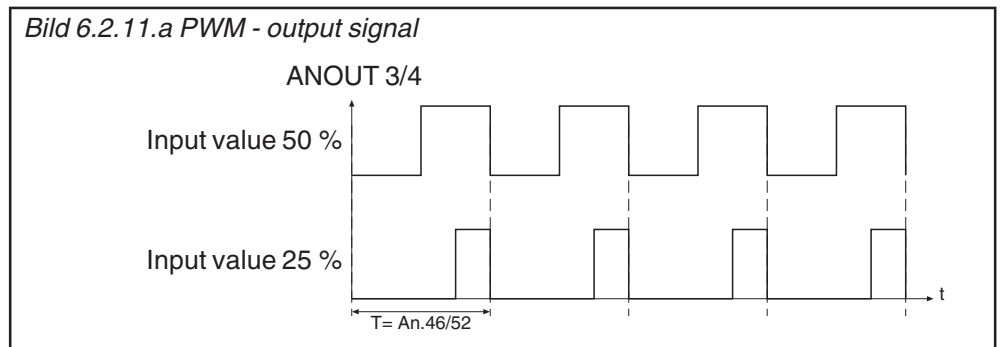 Bild 6.2.11.a PWM - output signal
ANOUT 3/4
Input value 50 %
Input value 25 %
t
T= An.46/52